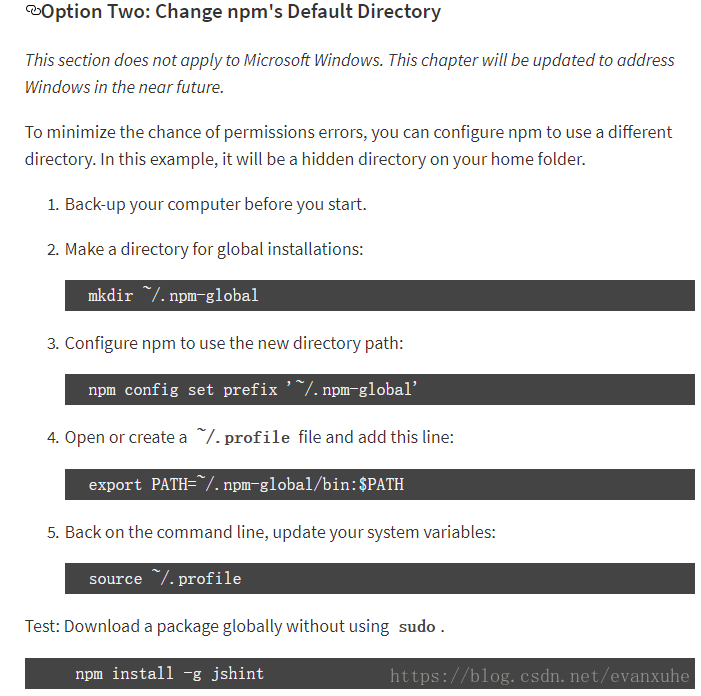 Option Two: Change npm's Default Directory
This section does not apply to Microsoft Windows. This chapter will be updated to address
Windows in the near future.
To minimize the chance of permissions errors, you can configure npm to use a different
directory. In this example, it will be a hidden directory on your home folder.
1. Back-up your computer before you start.
2. Make a directory for global installations:
mkdir ~/.npm-global
3. Configure npm to use the new directory path:
npm config set prefix '~/.npm-global'
4. Open or create a ~/.profile file and add this line:
export PATH=~/.npm-global/bin:$PATH
5. Back on the command line, update your system variables:
source ~/.profile
Test: Download a package globally without using sudo.
npm install -g jshint
https://blog.csdn.net/evanxuhe